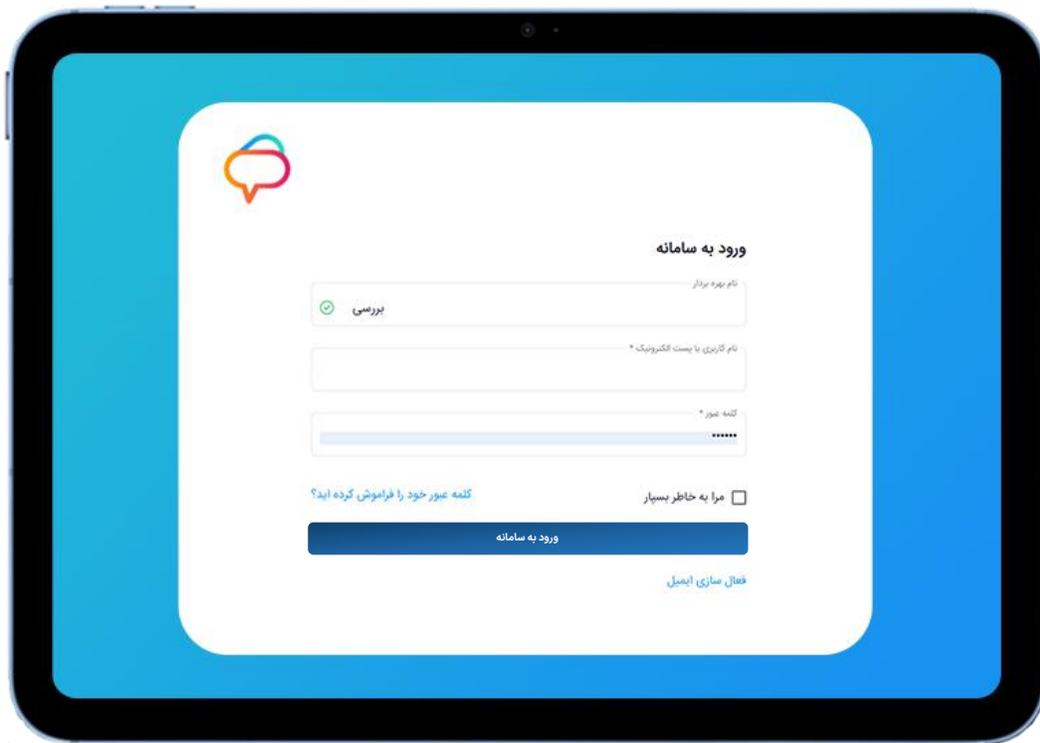 ورود به سامانه
نام بهره بردار
بررسی
نام کاربری یا پست الکترونیک *
کلمه عبور *
••••••
مرا به خاطر بسپار
کلمه عبور خود را فراموش کرده اید؟
ورود به سامانه
فعال سازی ایمیل